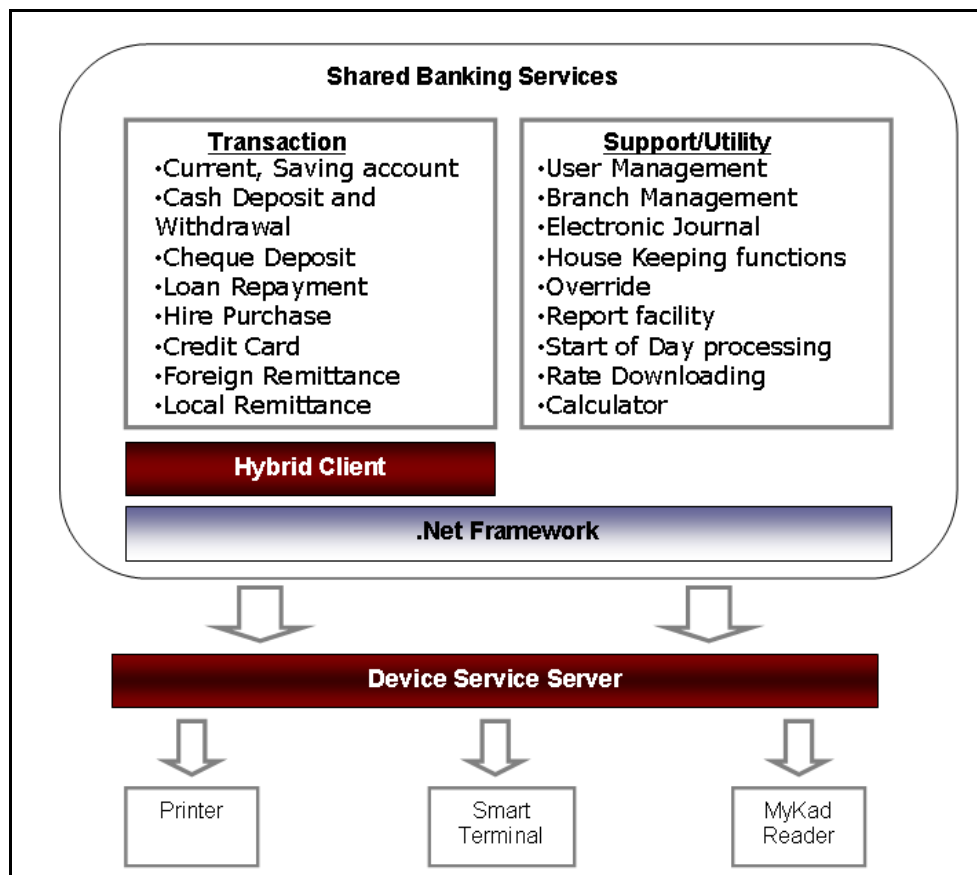 Shared Banking Services
Transaction
•Current, Saving account
•Cash Deposit and
Withdrawal
•Cheque Deposit
•Loan Repayment
•Hire Purchase
•Credit Card
•Foreign Remittance
•Local Remittance
Support/Utility
•User Management
•Branch Management
•Electronic Journal
•House Keeping functions
•Override
•Report facility
•Start of Day processing
•Rate Downloading
•Calculator
Hybrid Client
.Net Framework
Device Service Server
Printer
Smart
Terminal
MyKad
Reader